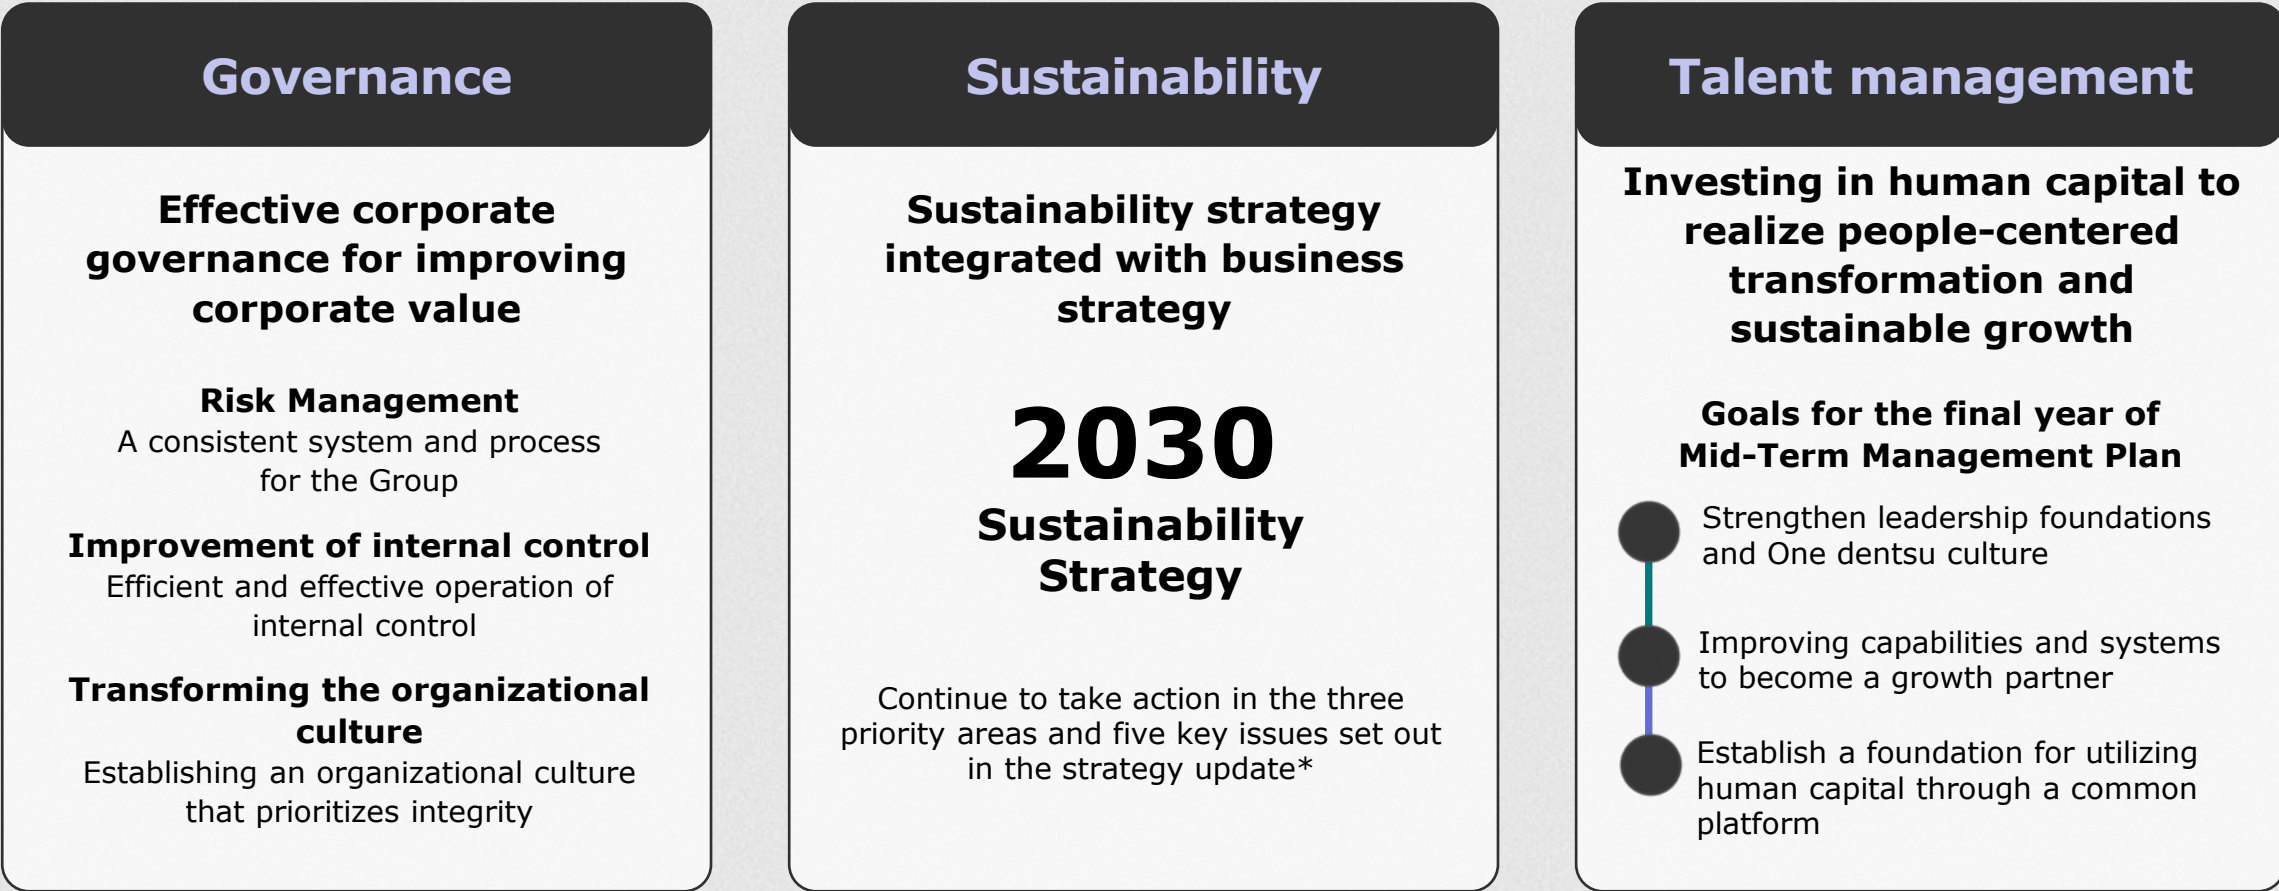 Governance
Effective corporate
governance for improving
corporate value
Risk Management
A consistent system and process
for the Group
Improvement of internal control
Efficient and effective operation of
internal control
Transforming the organizational
culture
Establishing an organizational culture
that prioritizes integrity
Sustainability
Sustainability strategy
integrated with business
strategy
2030
Sustainability
Strategy
Continue to take action in the three
priority areas and five key issues set out
in the strategy update*
Talent management
Investing in human capital to
realize people-centered
transformation and
sustainable growth
Goals for the final year of
Mid-Term Management Plan
Strengthen leadership foundations
and One dentsu culture
Improving capabilities and systems
to become a growth partner
Establish a foundation for utilizing
human capital through a common
platform